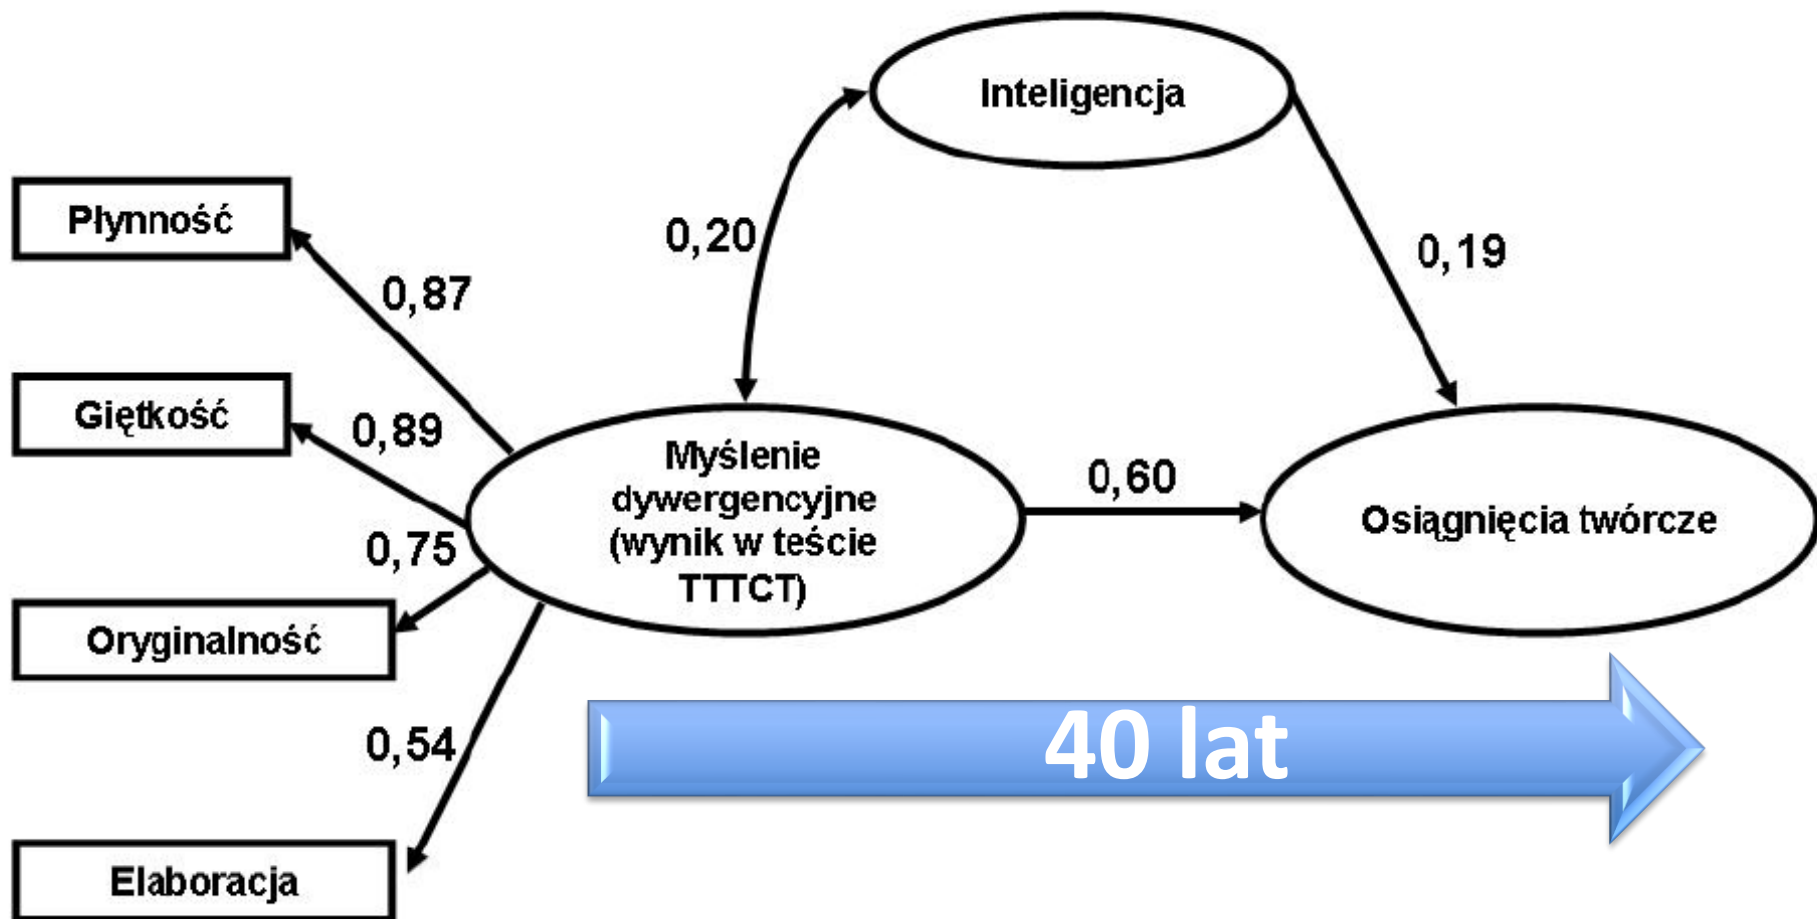 Inteligencja
Płynność
0,20
0,19
0,87
Giętkość
0,89
Myślenie
dywergencyjne
(wynik w teście
TTTCT)
0,60
Osiągnięcia twórcze
0,75
Oryginalność
0,54
40 lat
Elaboracja